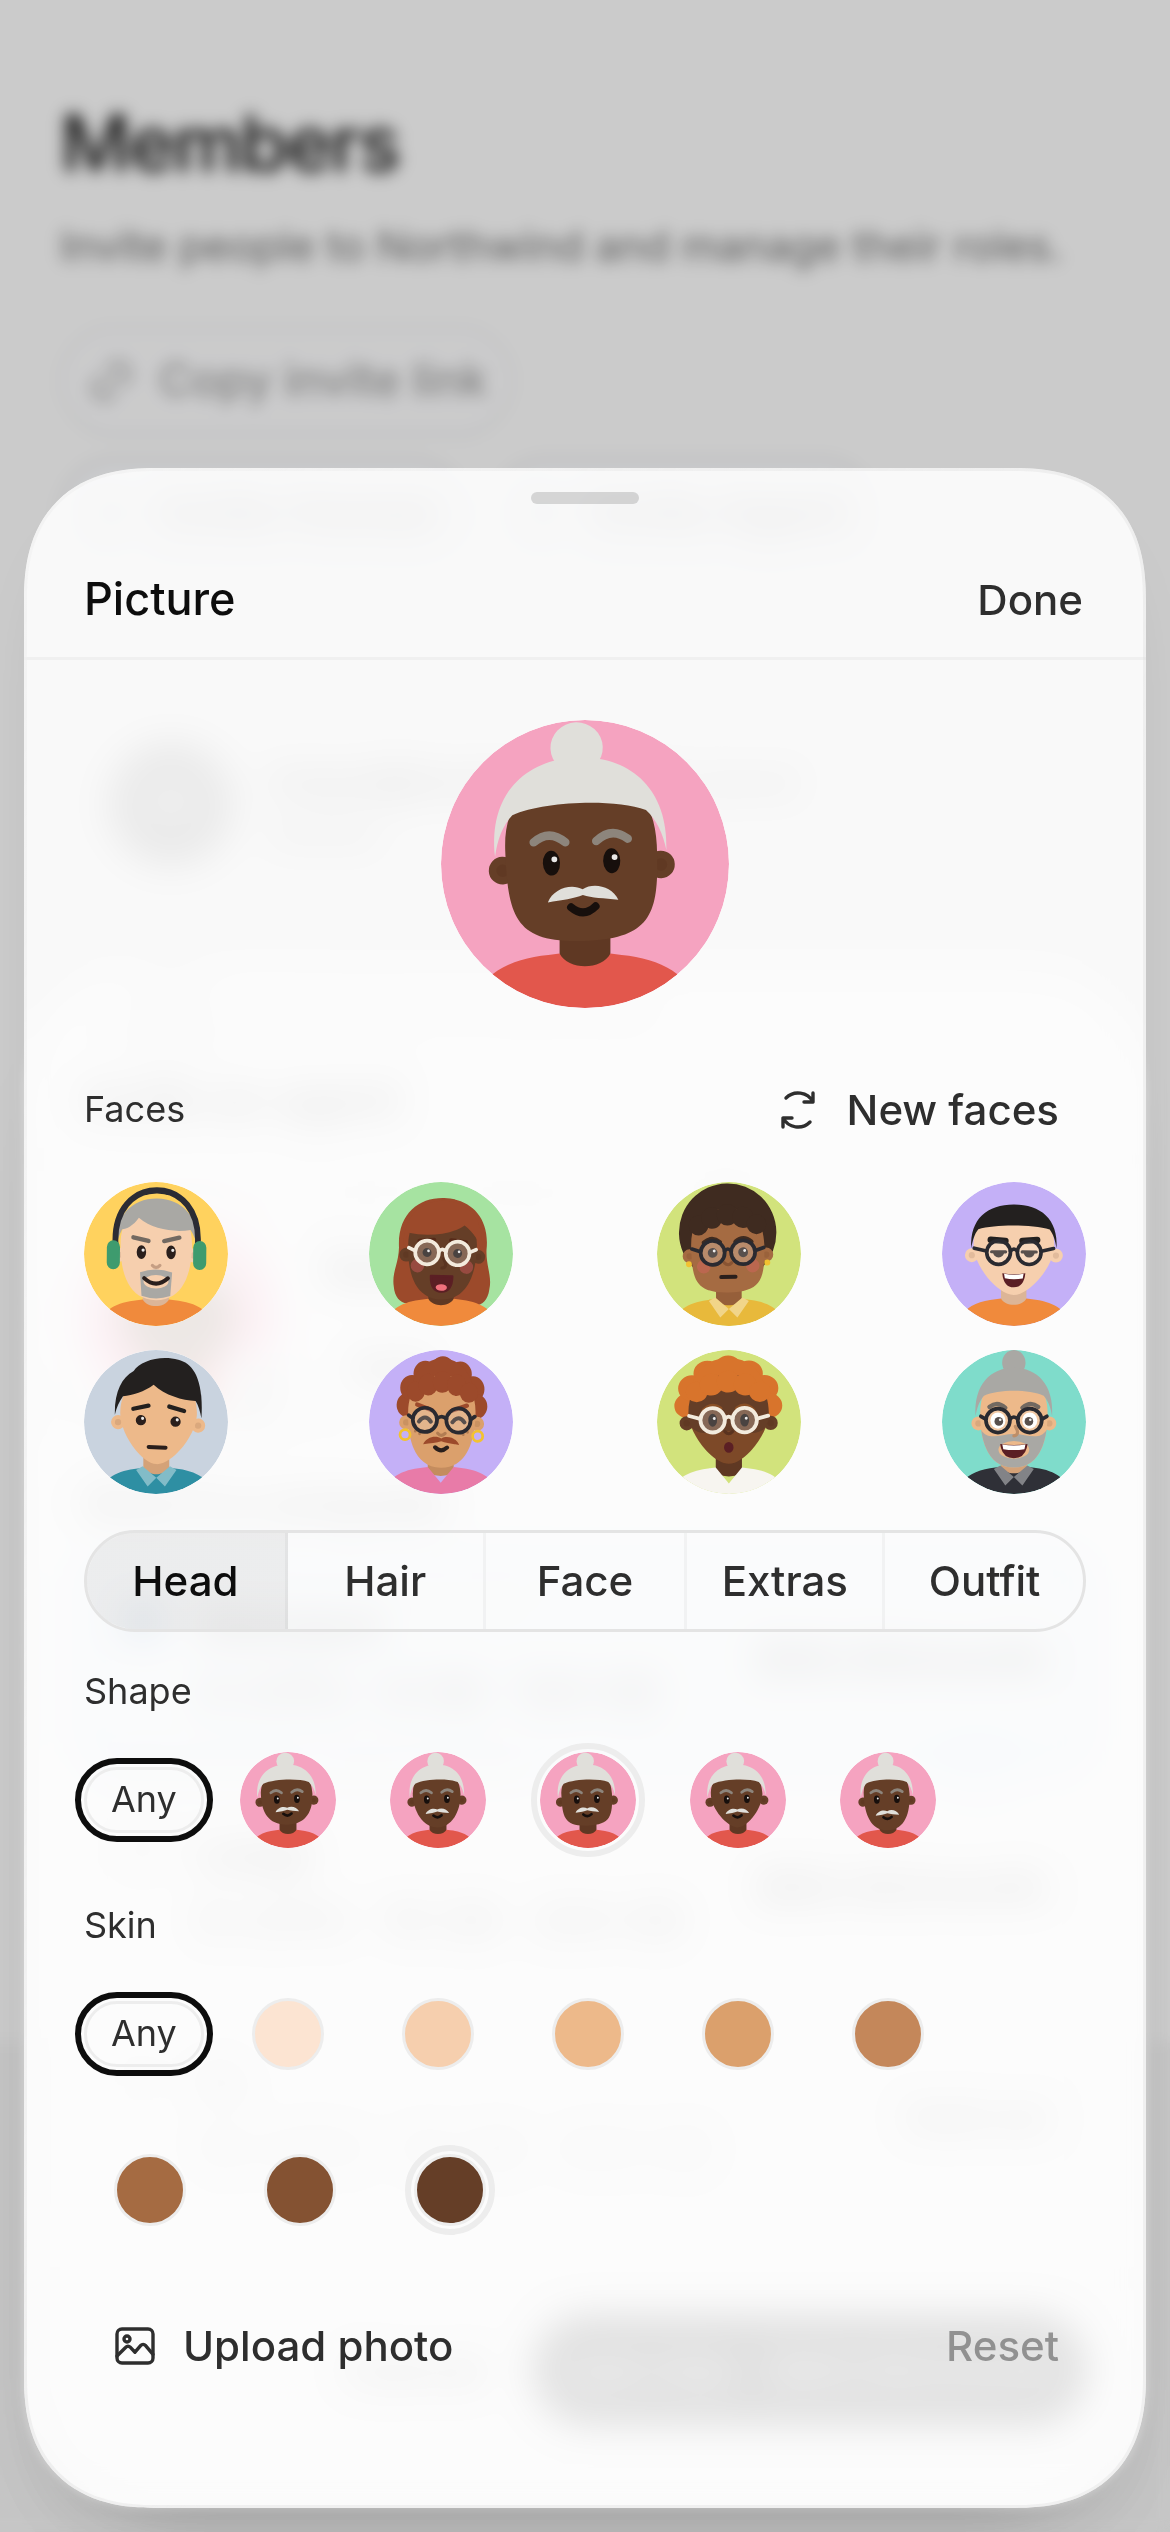 Members
Invite people to Northwind and manage their roles.
Copy invite link
Picture
Done
Faces
New faces
Head
Hair
Face
Extras
Outfit
Shape
Any
Skin
Any
Upload photo
Reset